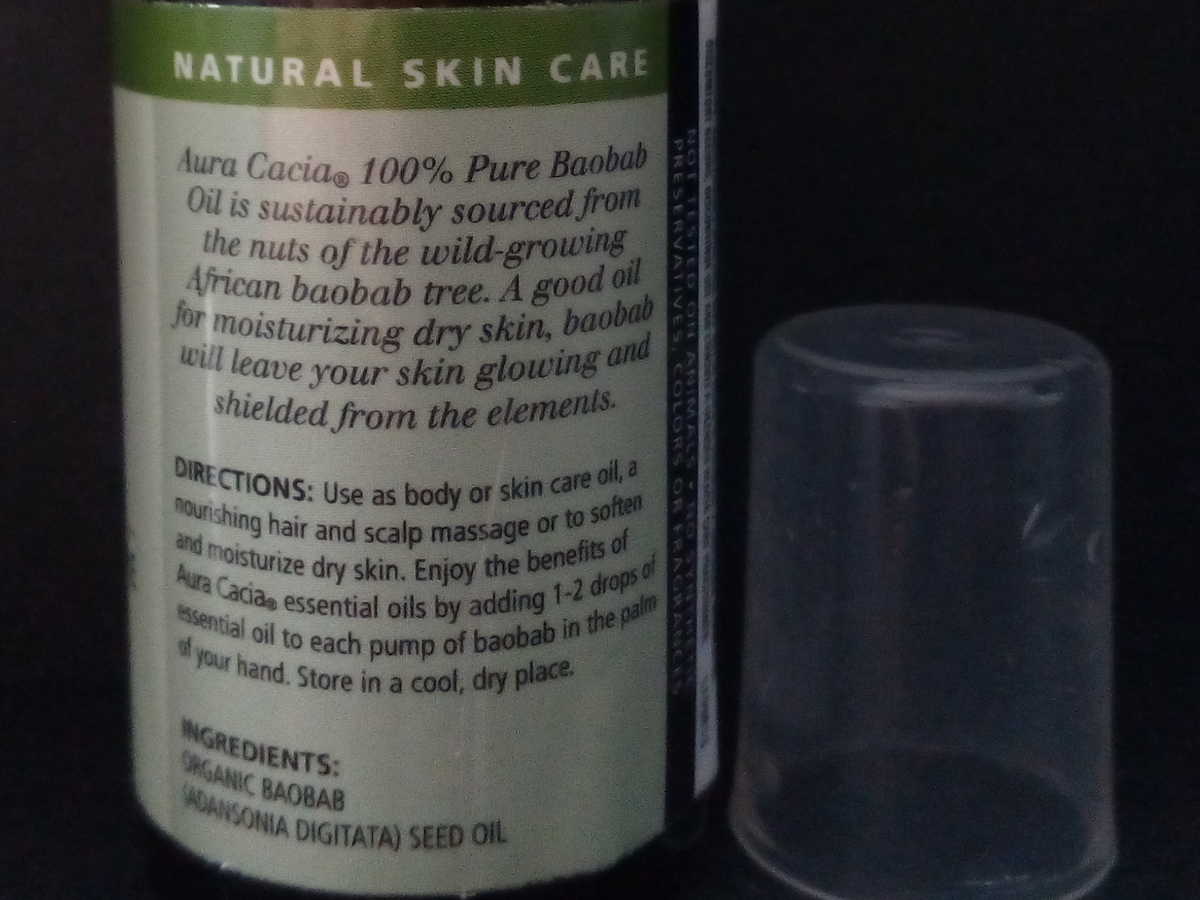 NATURAL SKIN CARE
Aura Cacia® 100% Pure Baobab
Oil is sustainably sourced from
the nuts of the wild-growing
African baobab tree. A good oil
for moisturizing dry skin, baobab
will leave your skin glowing and
shielded from the elements.
DIRECTIONS: Use as body or skin care oil, a
nourishing hair and scalp massage or to soften
and moisturize dry skin. Enjoy the benefits of
Aura Cacia® essential oils by adding 1-2 drops of
essential oil to each pump of baobab in the palm
of your hand. Store in a cool, dry place.
INGREDIENTS:
ORGANIC BAOBAB
(ADANSONIA DIGITATA) SEED OIL
NOT TESTED ON ANIMALS • NO SYNTHETIC
PRESERVATIVES, COLORS OR FRAGRANCES